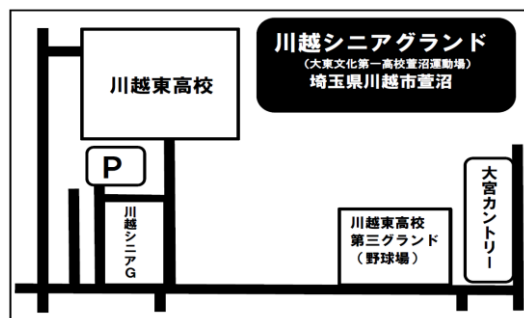 川越シニアグランド
(大東文化第一高校萱沼運動場)
埼玉県川越市萱沼
川越東高校
P
川越シニアG
川越東高校
第三グランド
(野球場)
大宮カントリー